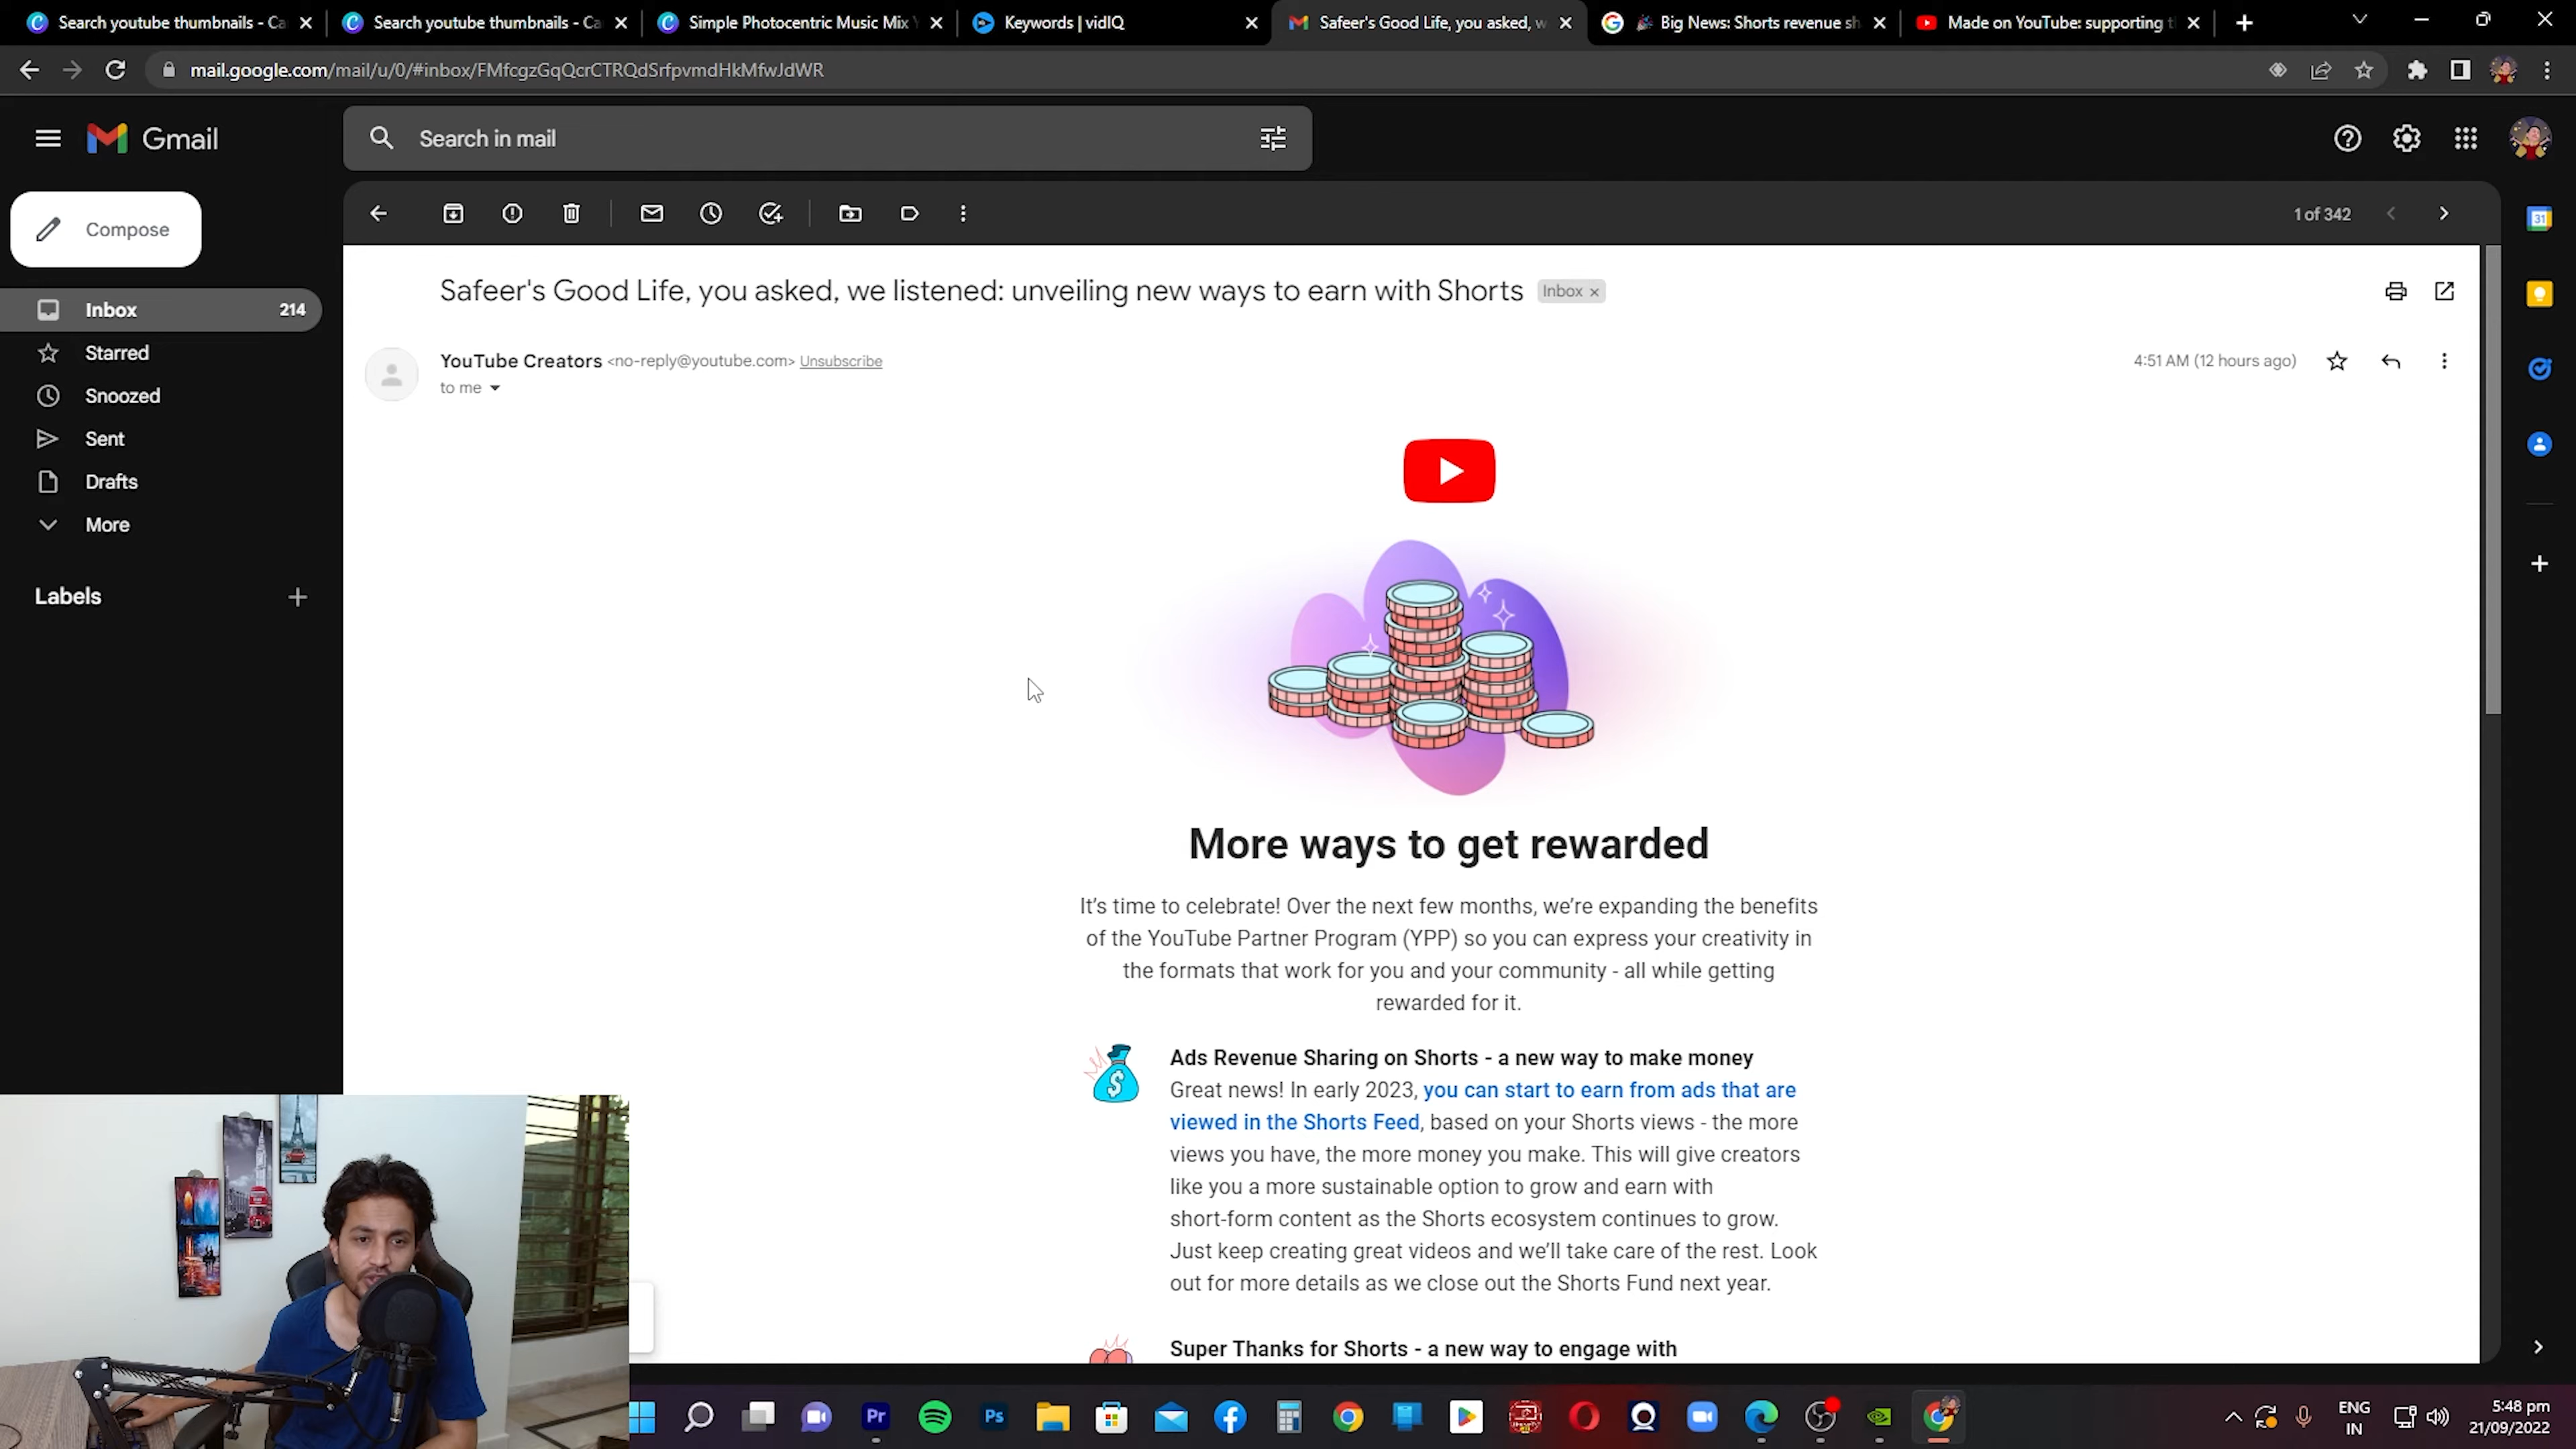 Search youtube thumbnails - Ca
Search youtube thumbnails - Ca
Simple Photocentric Music Mix Y
Keywords | vidIQ
Safeer's Good Life, you asked, w
Big News: Shorts revenue sh
Made on YouTube: supporting t
mail.google.com/mail/u/0/#inbox/FMfcgzGqQcrCTRQdSrfpvmdHkMfwJdWR
Gmail
Search in mail
Compose
1 of 342
Inbox 214
Starred
Snoozed
Sent
Drafts
More
Labels
Safeer's Good Life, you asked, we listened: unveiling new ways to earn with Shorts Inbox x
YouTube Creators <no-reply@youtube.com> Unsubscribe
4:51 AM (12 hours ago)
to me
More ways to get rewarded
It's time to celebrate! Over the next few months, we're expanding the benefits
of the YouTube Partner Program (YPP) so you can express your creativity in
the formats that work for you and your community - all while getting
rewarded for it.
Ads Revenue Sharing on Shorts - a new way to make money
Great news! In early 2023, you can start to earn from ads that are
viewed in the Shorts Feed, based on your Shorts views - the more
views you have, the more money you make. This will give creators
like you a more sustainable option to grow and earn with
short-form content as the Shorts ecosystem continues to grow.
Just keep creating great videos and we'll take care of the rest. Look
out for more details as we close out the Shorts Fund next year.
Super Thanks for Shorts - a new way to engage with
31
$
Pr
Ps
ENG
IN
5:48 pm
21/09/2022